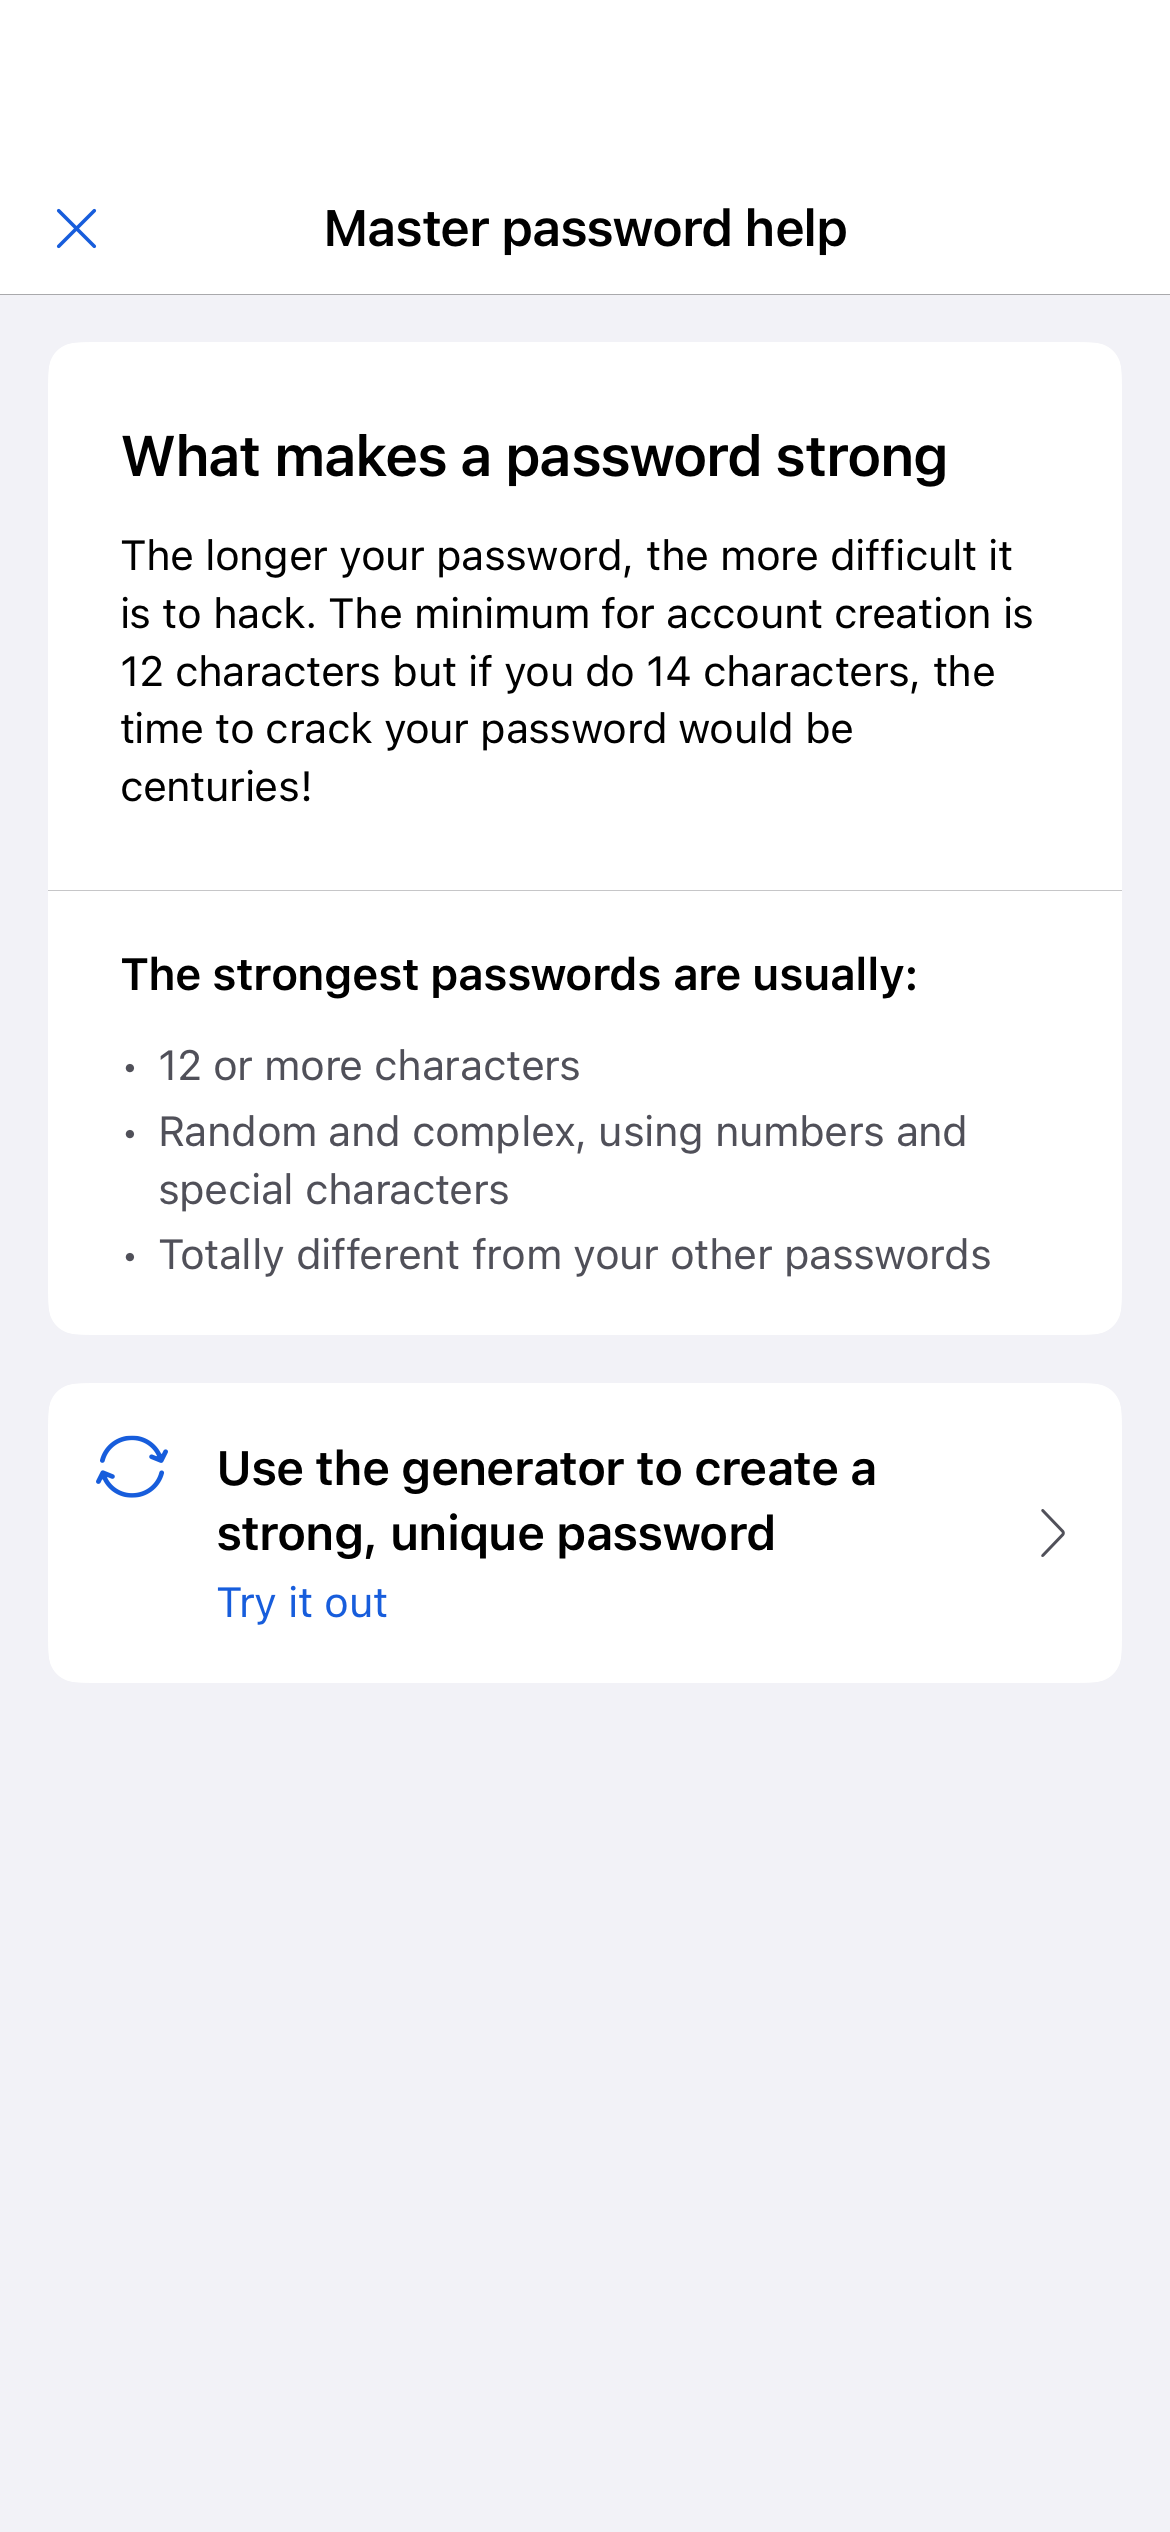 Master password help
What makes a password strong
The longer your password, the more difficult it
is to hack. The minimum for account creation is
12 characters but if you do 14 characters, the
time to crack your password would be
centuries!
The strongest passwords are usually:
• 12 or more characters
• Random and complex, using numbers and
special characters
• Totally different from your other passwords
Use the generator to create a
strong, unique password
Try it out